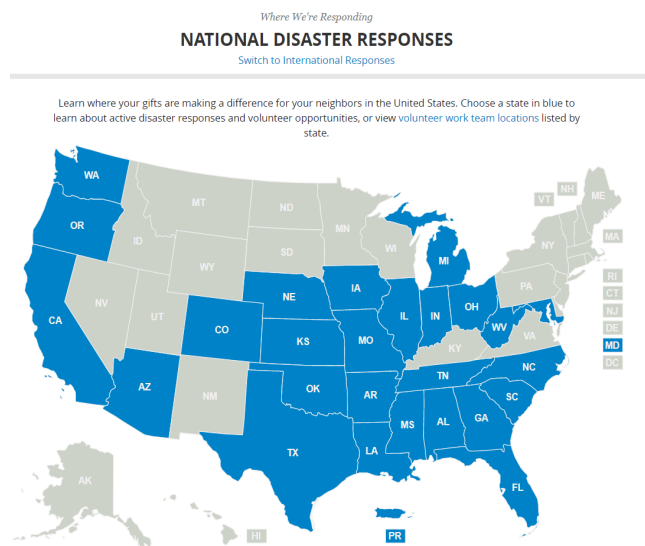 Where We're Responding
NATIONAL DISASTER RESPONSES
Switch to International Responses
Learn where your gifts are making a difference for your neighbors in the United States. Choose a state in blue to
learn about active disaster responses and volunteer opportunities, or view volunteer work team locations listed by
state.
WA
MT
ND
MN
VT
NH
ME
OR
ID
SD
WI
MI
NY
MA
WY
RI
NV
UT
NE
IA
PA
CT
CA
CO
IL
IN
OH
NJ
KS
MO
WV
VA
DE
KY
MD
AZ
NM
OK
AR
TN
NC
DC
SC
TX
LA
MS
AL
GA
AK
FL
HI
PR